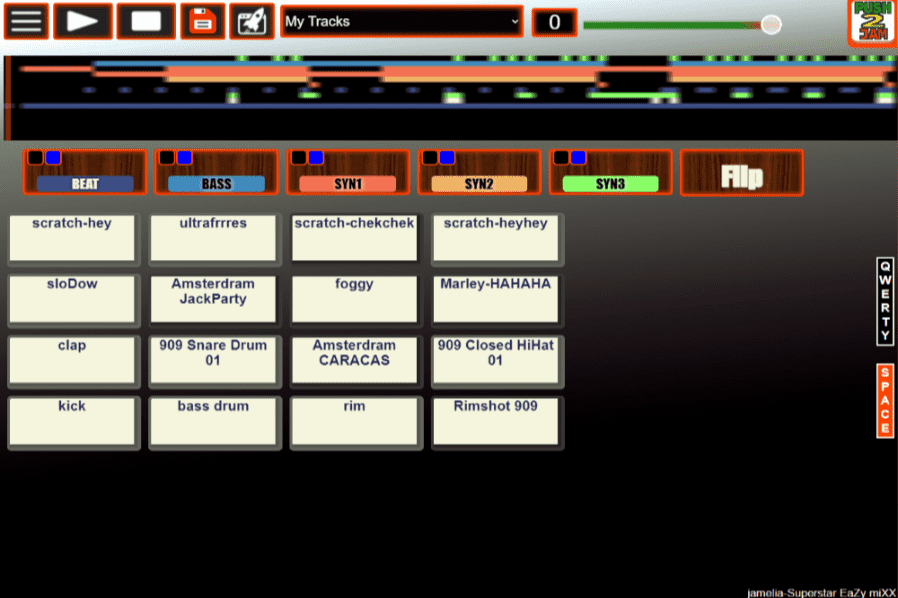 My Tracks
0
PUSH
2
JAM
BEAT
BASS
SYN1
SYN2
SYN3
Flip
scratch-hey
ultrafrrres
scratch-chekchek
scratch-heyhey
sloDow
Amsterdram
JackParty
foggy
Marley-HAHAHA
clap
909 Snare Drum
01
Amsterdram
CARACAS
909 Closed HiHat
01
kick
bass drum
rim
Rimshot 909
QWERTY
SPACE
jamelia-Superstar EaZy miXX